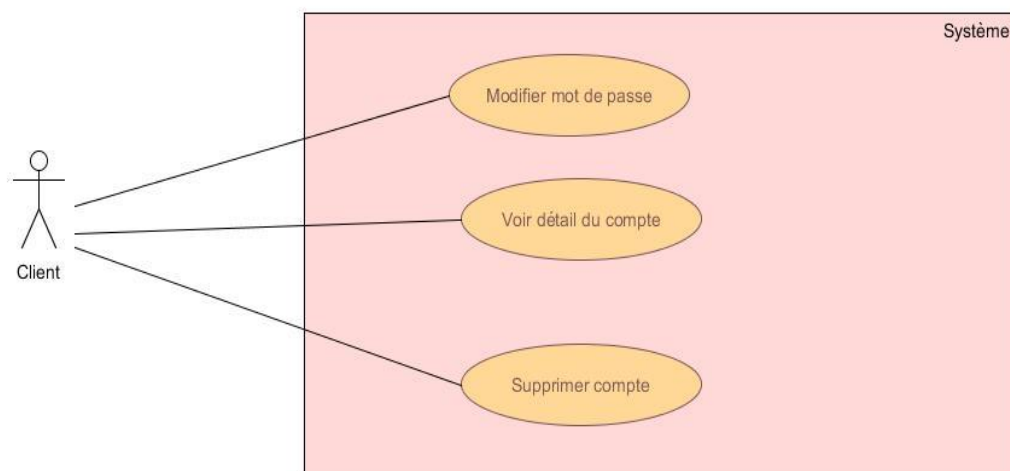 Système
Modifier mot de passe
Voir détail du compte
Client
Supprimer compte